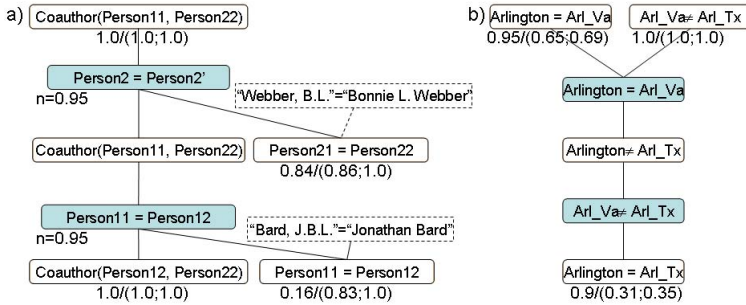 a)
Coauthor(Person11, Person22)
1.0/(1.0;1.0)
Person2 = Person2'
n=0.95
"Webber, B.L."="Bonnie L. Webber"
Coauthor(Person11, Person22)
Person21 = Person22
0.84/(0.86;1.0)
Person11 = Person12
n=0.95
"Bard, J.B.L."="Jonathan Bard"
Coauthor(Person12, Person22)
1.0/(1.0;1.0)
Person11 = Person12
0.16/(0.83;1.0)
b)
Arlington = Arl_Va
0.95/(0.65;0.69)
Arl_Va≠ Arl_Tx
1.0/(1.0;1.0)
Arlington = Arl_Va
Arlington≠ Arl_Tx
Arl_Va≠ Arl_Tx
Arlington = Arl_Tx
0.9/(0.31;0.35)